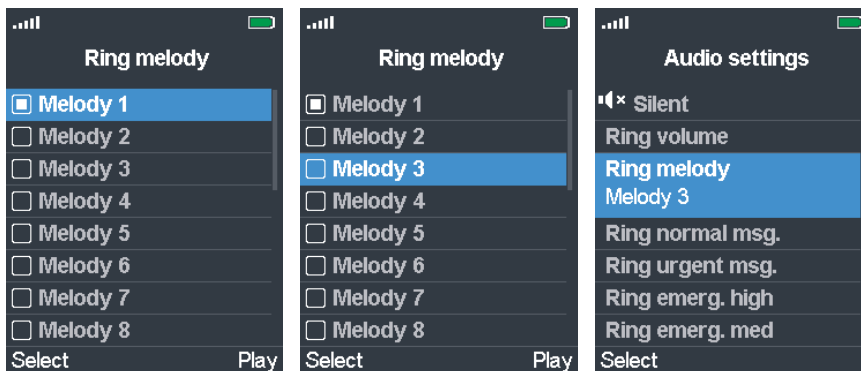 Ring melody
Melody 1
Melody 2
Melody 3
Melody 4
Melody 5
Melody 6
Melody 7
Melody 8
Select Play
Ring melody
Melody 1
Melody 2
Melody 3
Melody 4
Melody 5
Melody 6
Melody 7
Melody 8
Select Play
Audio settings
Silent
Ring volume
Ring melody
Melody 3
Ring normal msg.
Ring urgent msg.
Ring emerg. high
Ring emerg. med
Select